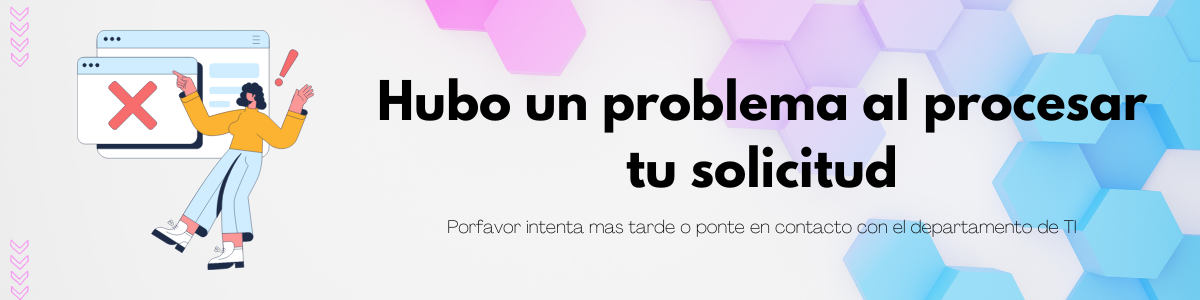 Hubo un problema al procesar
tu solicitud
Porfavor intenta mas tarde o ponte en contacto con el departamento de TI